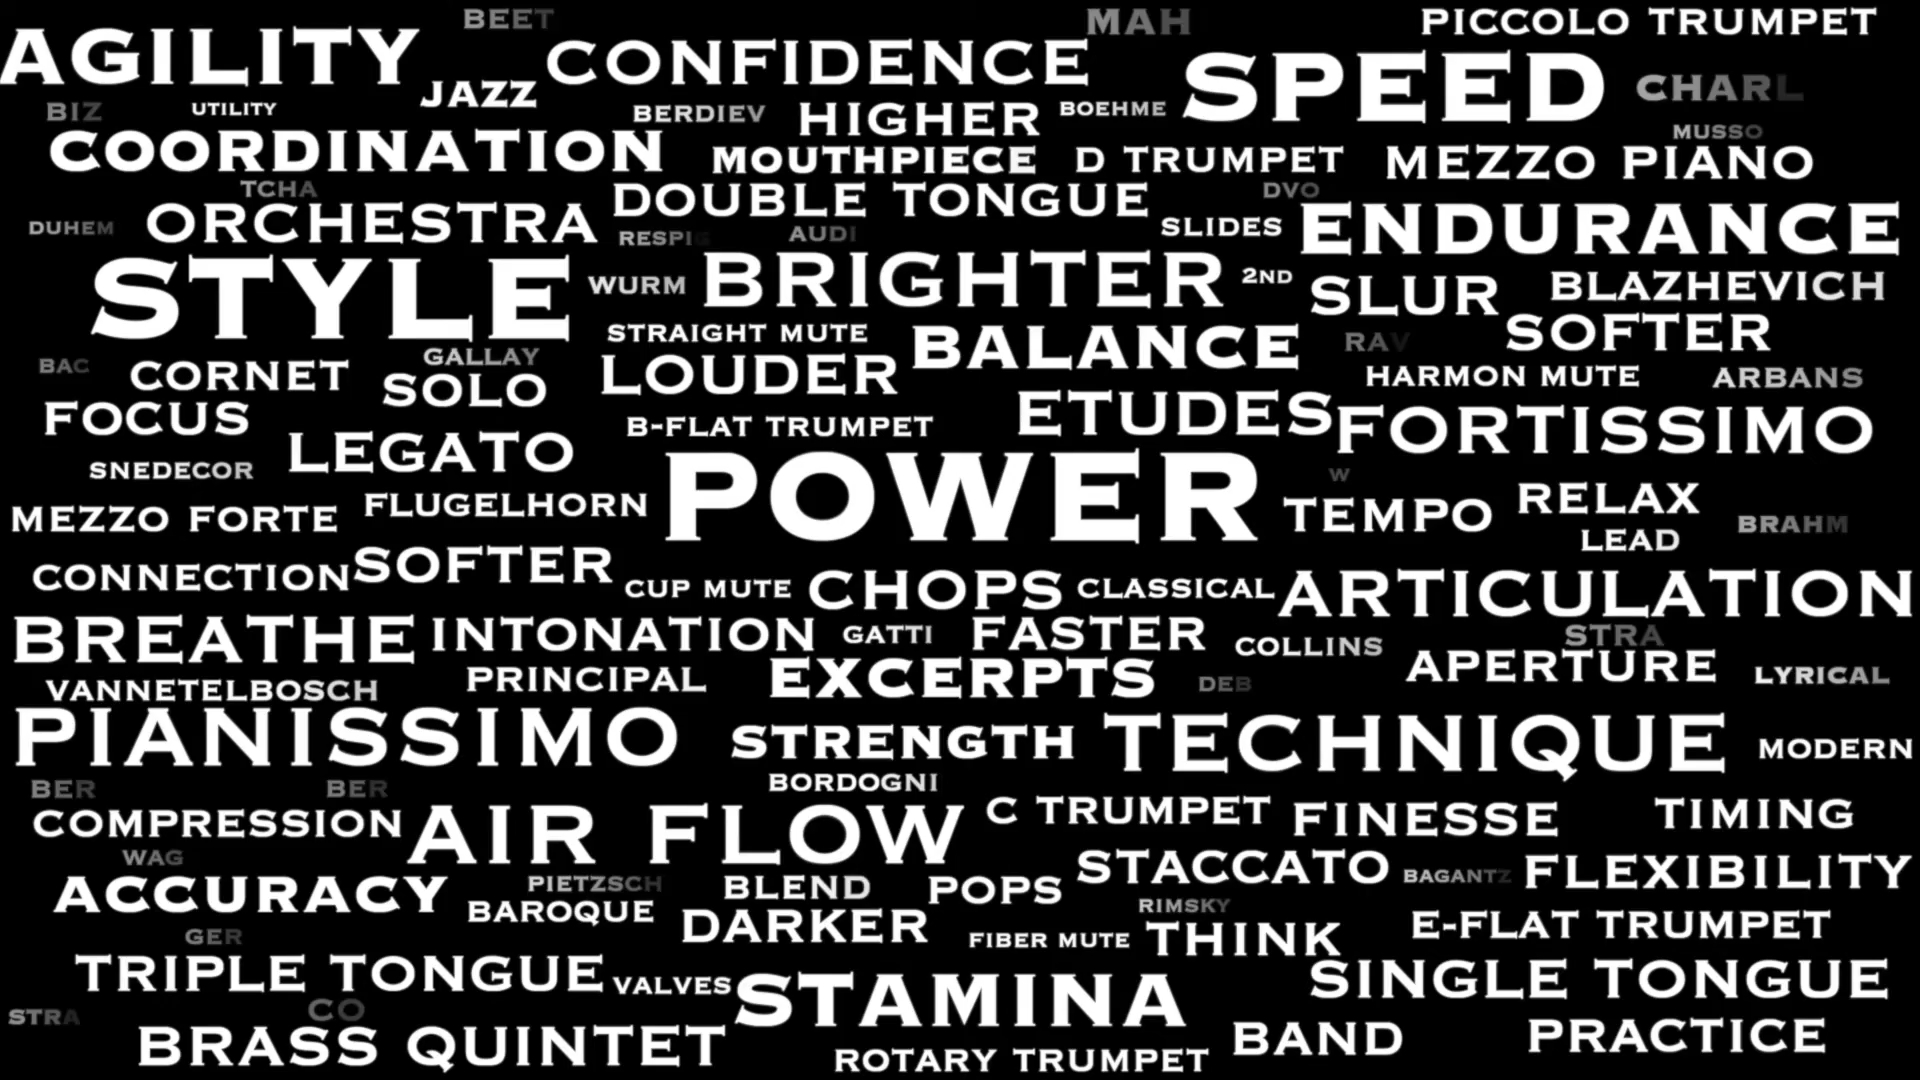 BEET
MAH
PICCOLO TRUMPET
AGILITY
CONFIDENCE
SPEED
JAZZ
CHARL
BIZ
UTILITY
BERDIEV
HIGHER
BOEHME
MUSSO
COORDINATION
MOUTHPIECE
D TRUMPET
MEZZO PIANO
TCHA
DOUBLE TONGUE
DVO
DUHEM
ORCHESTRA
RESPIG
AUDI
SLIDES
ENDURANCE
STYLE
WURM
BRIGHTER
2ND
SLUR
BLAZHEVICH
STRAIGHT MUTE
BALANCE
RAV
SOFTER
GALLAY
BAC
CORNET
SOLO
LOUDER
HARMON MUTE
ARBANS
FOCUS
B-FLAT TRUMPET
ETUDES
FORTISSIMO
LEGATO
SNEDECOR
POWER
W
MEZZO FORTE
FLUGELHORN
TEMPO
RELAX
BRAHM
LEAD
CONNECTION
SOFTER
CUP MUTE
CHOPS
CLASSICAL
ARTICULATION
BREATHE
INTONATION
GATTI
FASTER
COLLINS
STRA
VANNETELBOSCH
PRINCIPAL
EXCERPTS
DEB
APERTURE
LYRICAL
PIANISSIMO
STRENGTH
TECHNIQUE
MODERN
BER
BER
BORDOGNI
COMPRESSION
AIR FLOW
C TRUMPET
FINESSE
TIMING
WAG
STACCATO
BAGANTZ
FLEXIBILITY
ACCURACY
PIETZSCH
BLEND
POPS
BAROQUE
DARKER
RIMSKY
E-FLAT TRUMPET
GER
FIBER MUTE
THINK
TRIPLE TONGUE
VALVES
STAMINA
SINGLE TONGUE
STRA
CO
BRASS QUINTET
ROTARY TRUMPET
BAND
PRACTICE